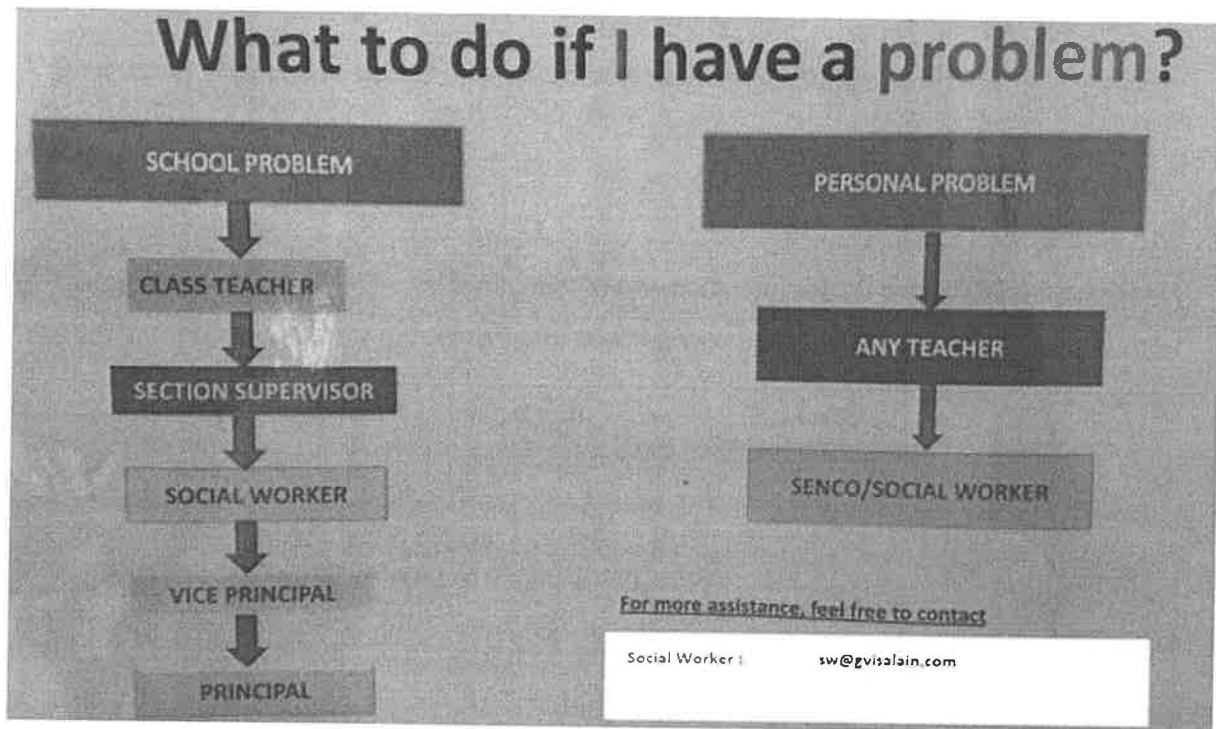 What to do if I have a problem?
SCHOOL PROBLEM
CLASS TEACHER
SECTION SUPERVISOR
SOCIAL WORKER
VICE PRINCIPAL
PRINCIPAL
PERSONAL PROBLEM
ANY TEACHER
SENCO/SOCIAL WORKER
For more assistance, feel free to contact
Social Worker : sw@gvisalain.com